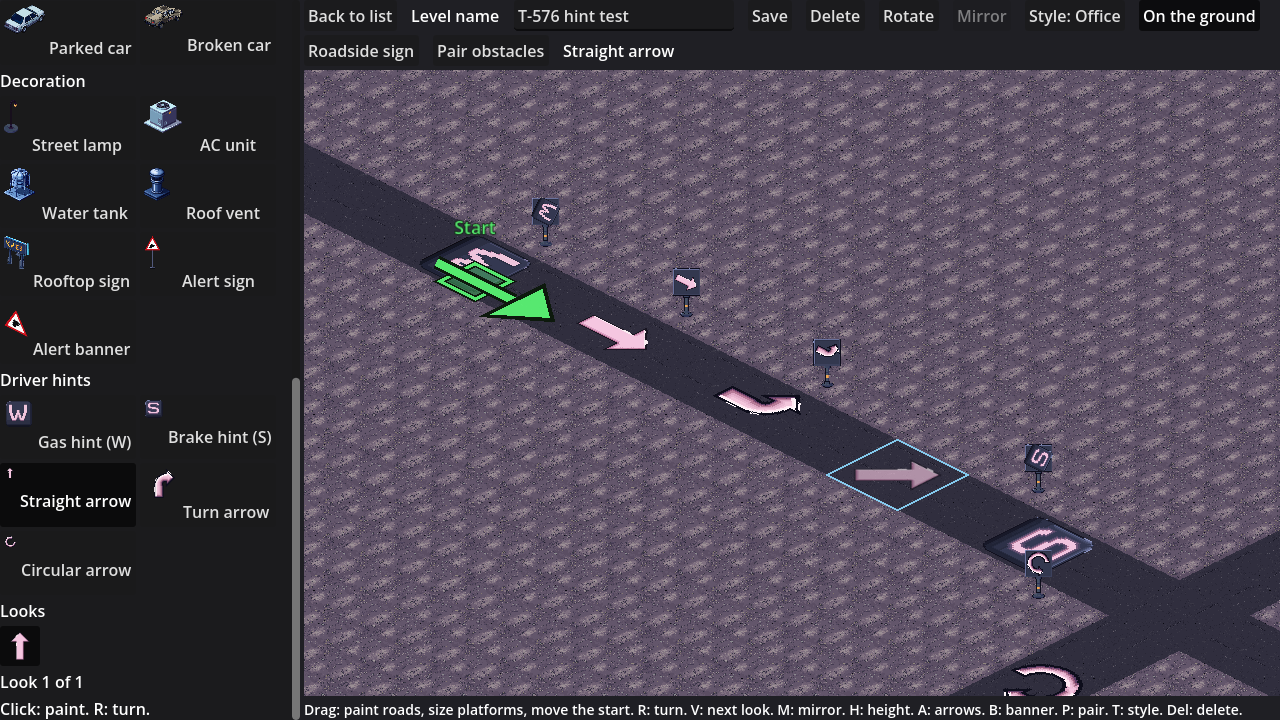 Back to list Level name T-576 hint test Save Delete Rotate Mirror Style: Office On the ground
Roadside sign Pair obstacles Straight arrow
Parked car Broken car
Decoration
Street lamp AC unit
Water tank Roof vent
Rooftop sign Alert sign
Alert banner
Driver hints
W Gas hint (W) S Brake hint (S)
Straight arrow Turn arrow
Circular arrow
Looks
Look 1 of 1
Click: paint. R: turn.
Start
W
S
S
Drag: paint roads, size platforms, move the start. R: turn. V: next look. M: mirror. H: height. A: arrows. B: banner. P: pair. T: style. Del: delete.